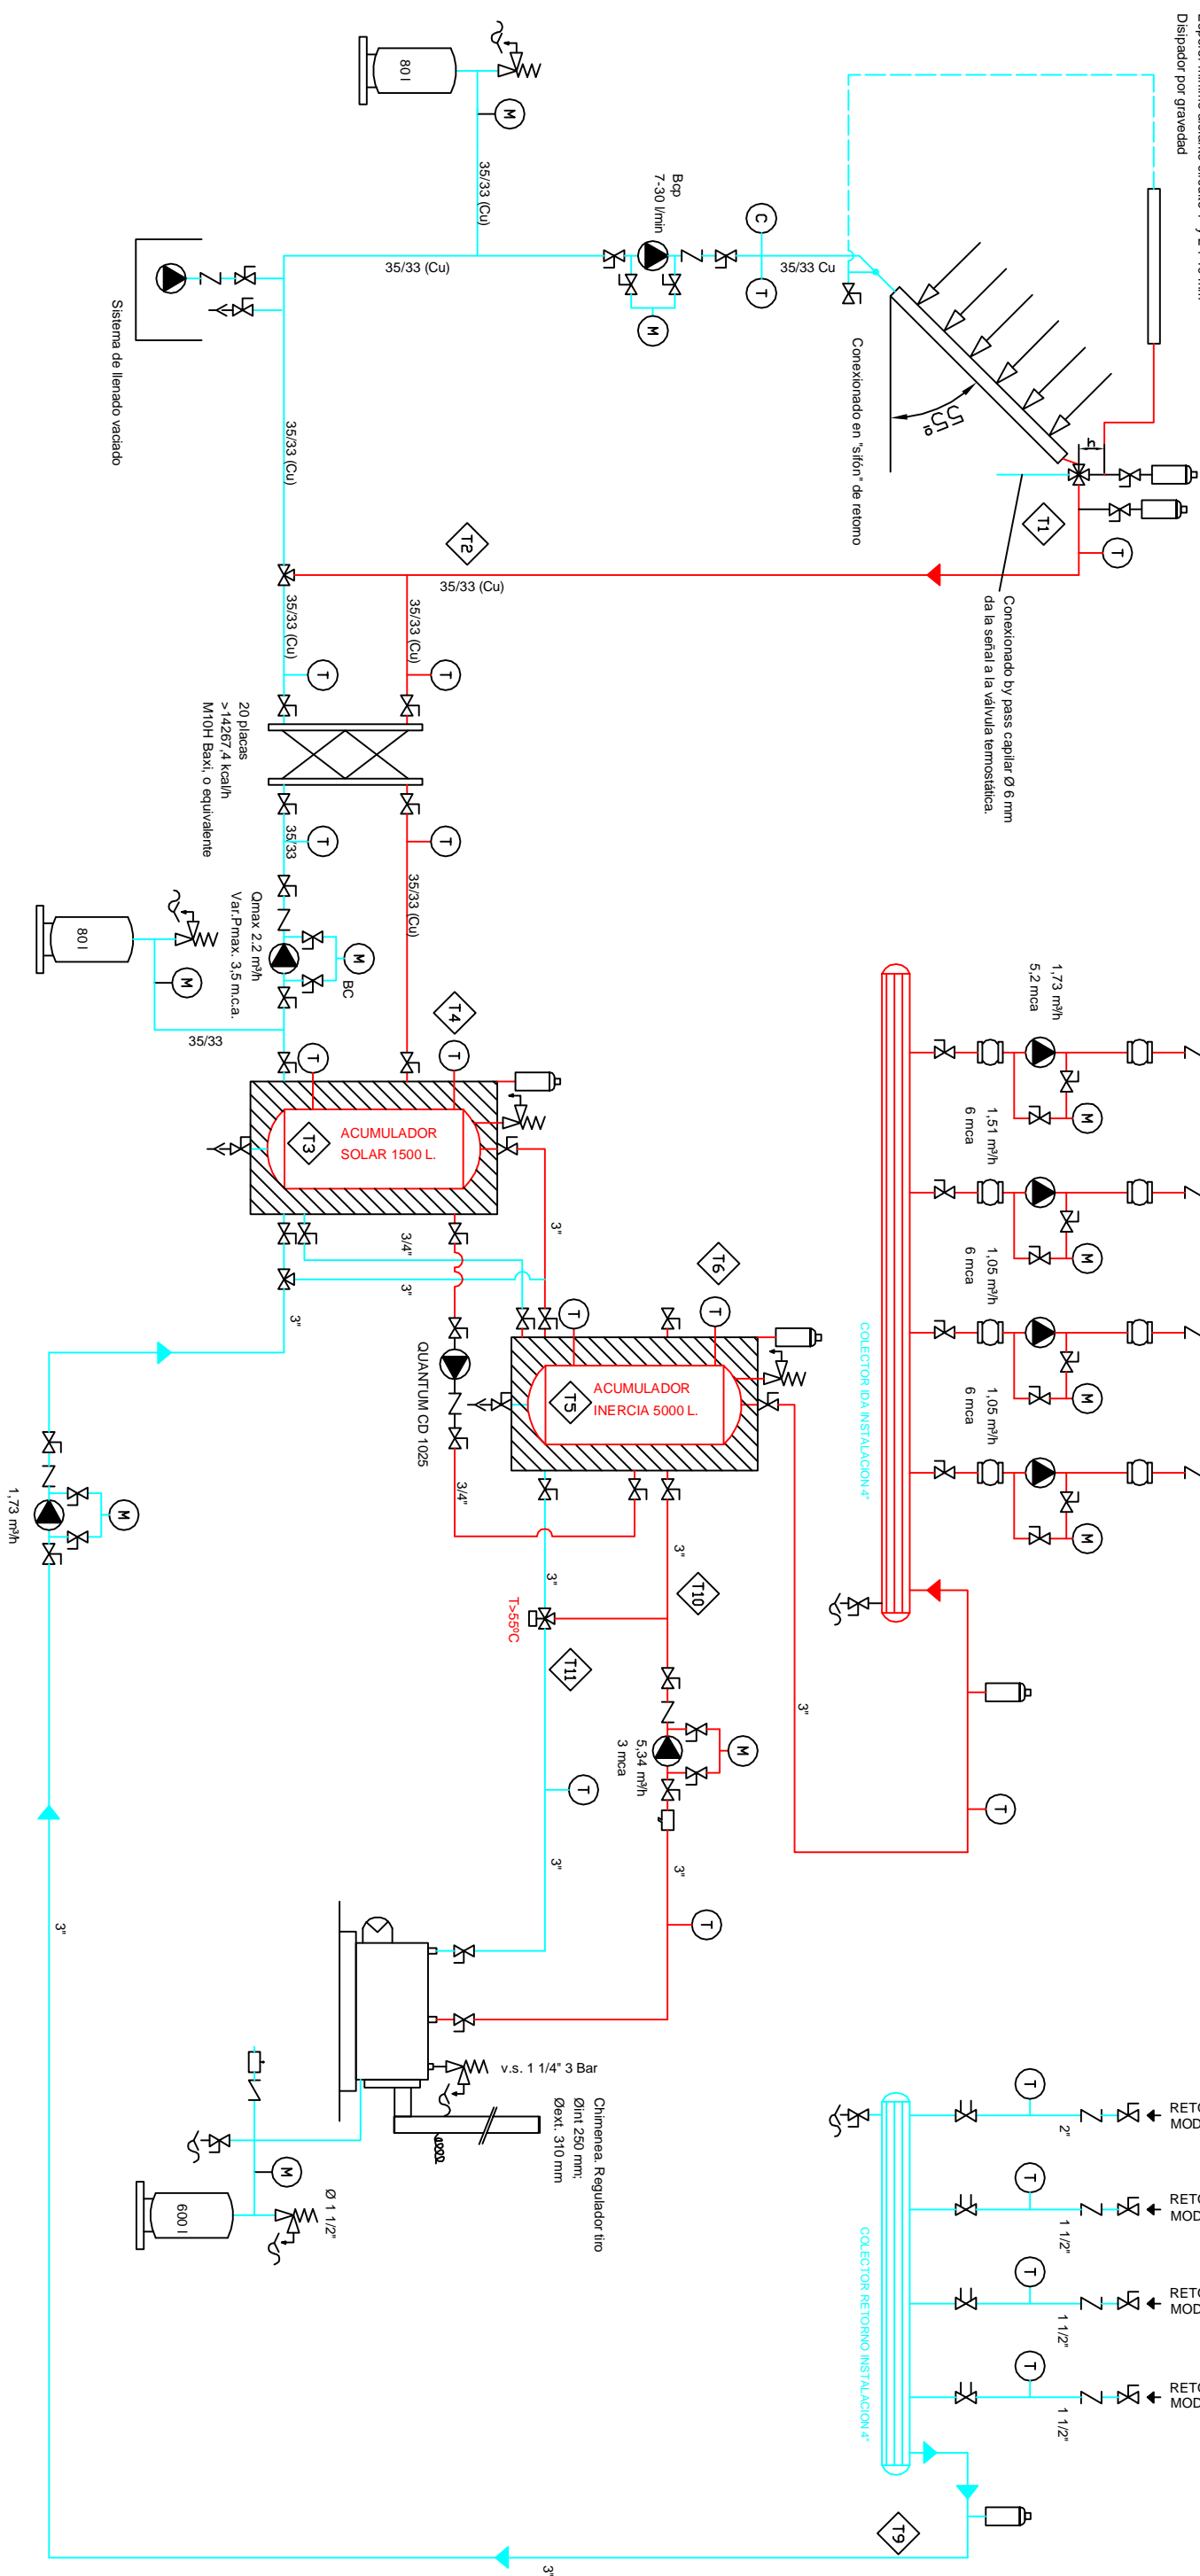 Disipador por gravedad
80 l
M
35/33 (Cu)
35/33 (Cu)
Bcp
7-30 l/min
C
T
M
35/33 Cu
55º
Conexionado en "sifón" de retorno
h
T1
T
Conexionado by pass capilar Ø 6 mm
da la señal a la válvula termostática.
Sistema de llenado vaciado
35/33 (Cu)
T2
35/33 (Cu)
35/33 (Cu)
35/33 (Cu)
T
T
20 placas
>14267,4 kcal/h
M10H Baxi, o equivalente
T
T
35/33
35/33 (Cu)
Qmax 2.2 m³/h
Var.Pmax. 3,5 m.c.a.
M
BC
80 l
M
35/33
T4
T
T
T3
ACUMULADOR
SOLAR 1500 L.
3"
3/4"
3"
3"
QUANTUM CD 1025
3/4"
T6
T
T
T5
ACUMULADOR
INERCIA 5000 L.
1,73 m³/h
5,2 mca
M
1,51 m³/h
6 mca
M
1,05 m³/h
6 mca
M
1,05 m³/h
6 mca
M
COLECTOR IDA INSTALACION 4"
3"
T
M
1,73 m³/h
3"
3"
T10
T>55ºC
T11
T
M
5,34 m³/h
3 mca
3"
3"
T
3"
v.s. 1 1/4" 3 Bar
Chimenea. Regulador tiro
Øint 250 mm;
Øext. 310 mm
M
Ø 1 1/2"
600 l
T
2"
RETO
MOD
T
1 1/2"
RETO
MOD
T
1 1/2"
RETO
MOD
T
1 1/2"
RETO
MOD
COLECTOR RETORNO INSTALACION 4"
T9
3"